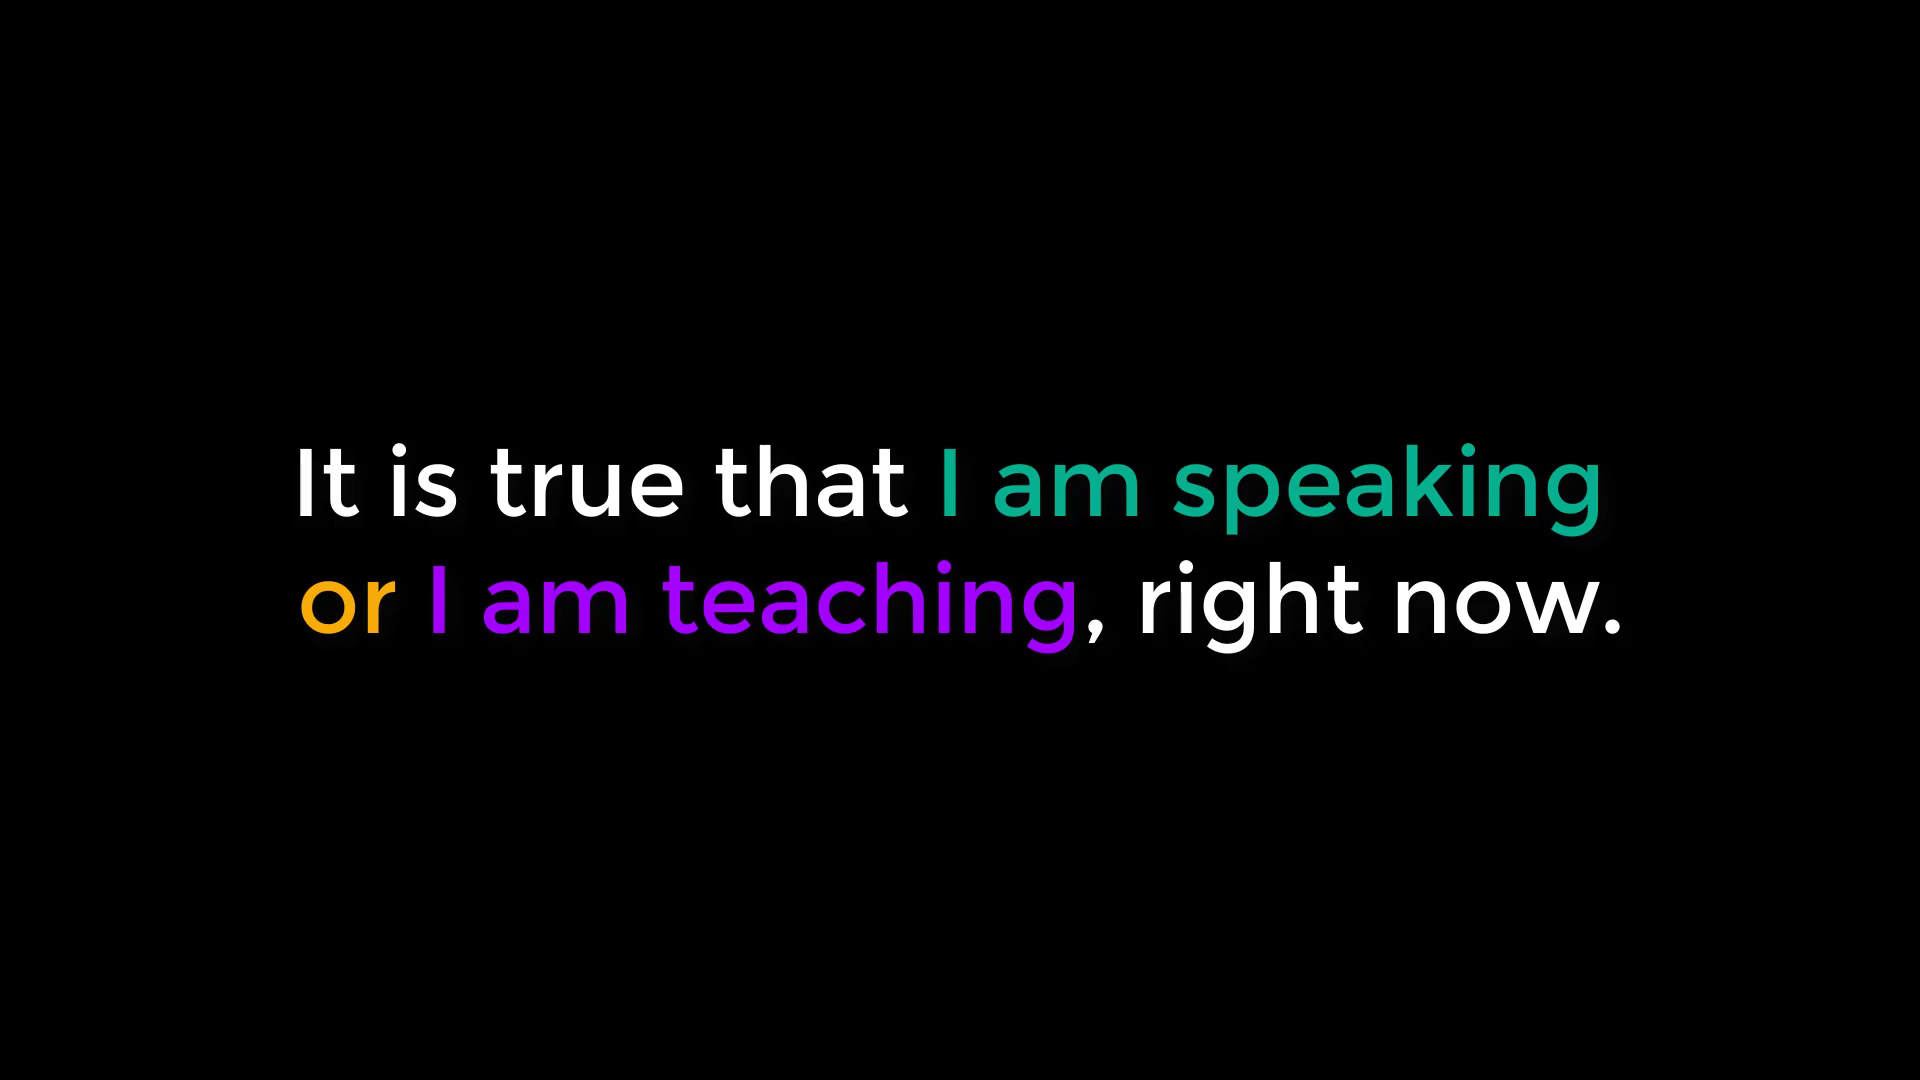 It is true that I am speaking
or I am teaching, right now.